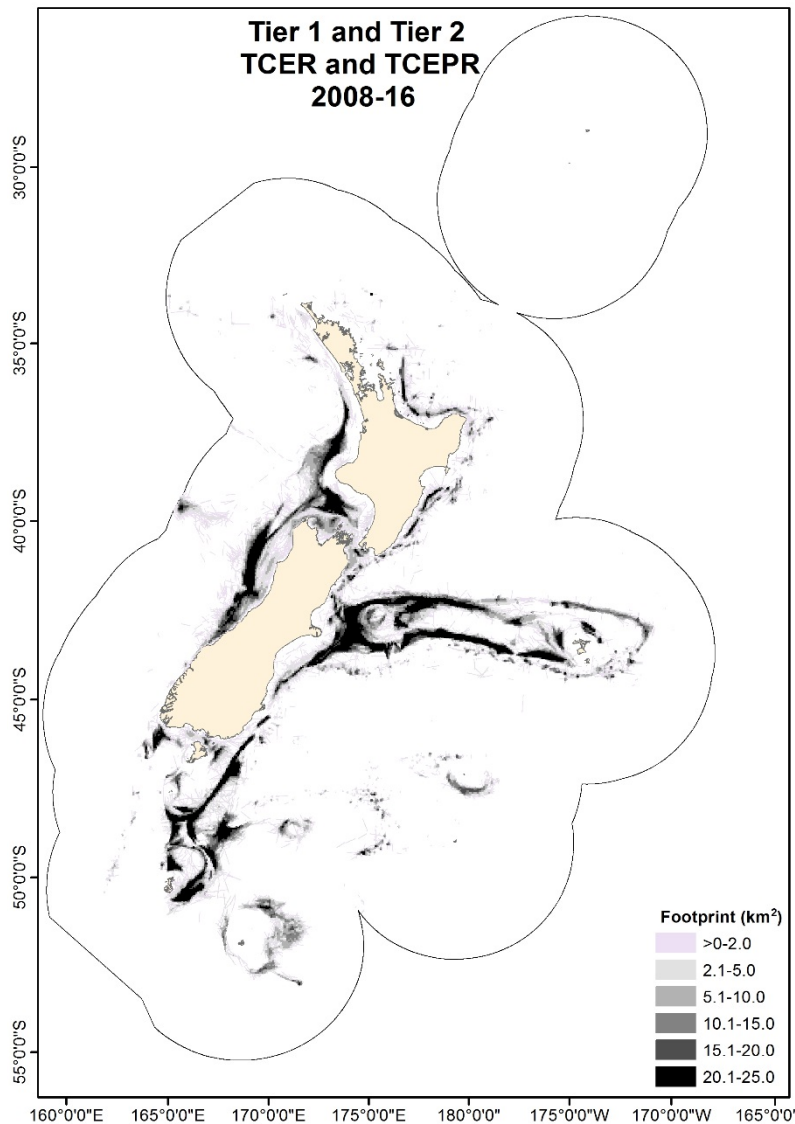 Tier 1 and Tier 2
TCER and TCEPR
2008-16
30°0'0"S
35°0'0"S
40°0'0"S
45°0'0"S
50°0'0"S
55°0'0"S
Footprint (km²)
>0-2.0
2.1-5.0
5.1-10.0
10.1-15.0
15.1-20.0
20.1-25.0
160°0'0"E
165°0'0"E
170°0'0"E
175°0'0"E
180°0'0"
175°0'0"W
170°0'0"W
165°0'0"